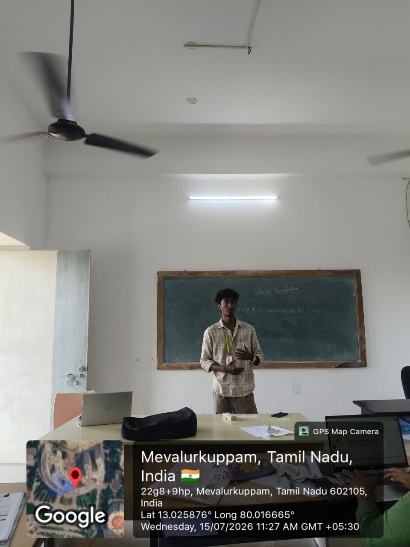 GPS Map Camera
Mevalurkuppam, Tamil Nadu,
India 🇮🇳
22g8+9hp, Mevalurkuppam, Tamil Nadu 602105,
India
Lat 13.025876° Long 80.016665°
Wednesday, 15/07/2026 11:27 AM GMT +05:30
Google